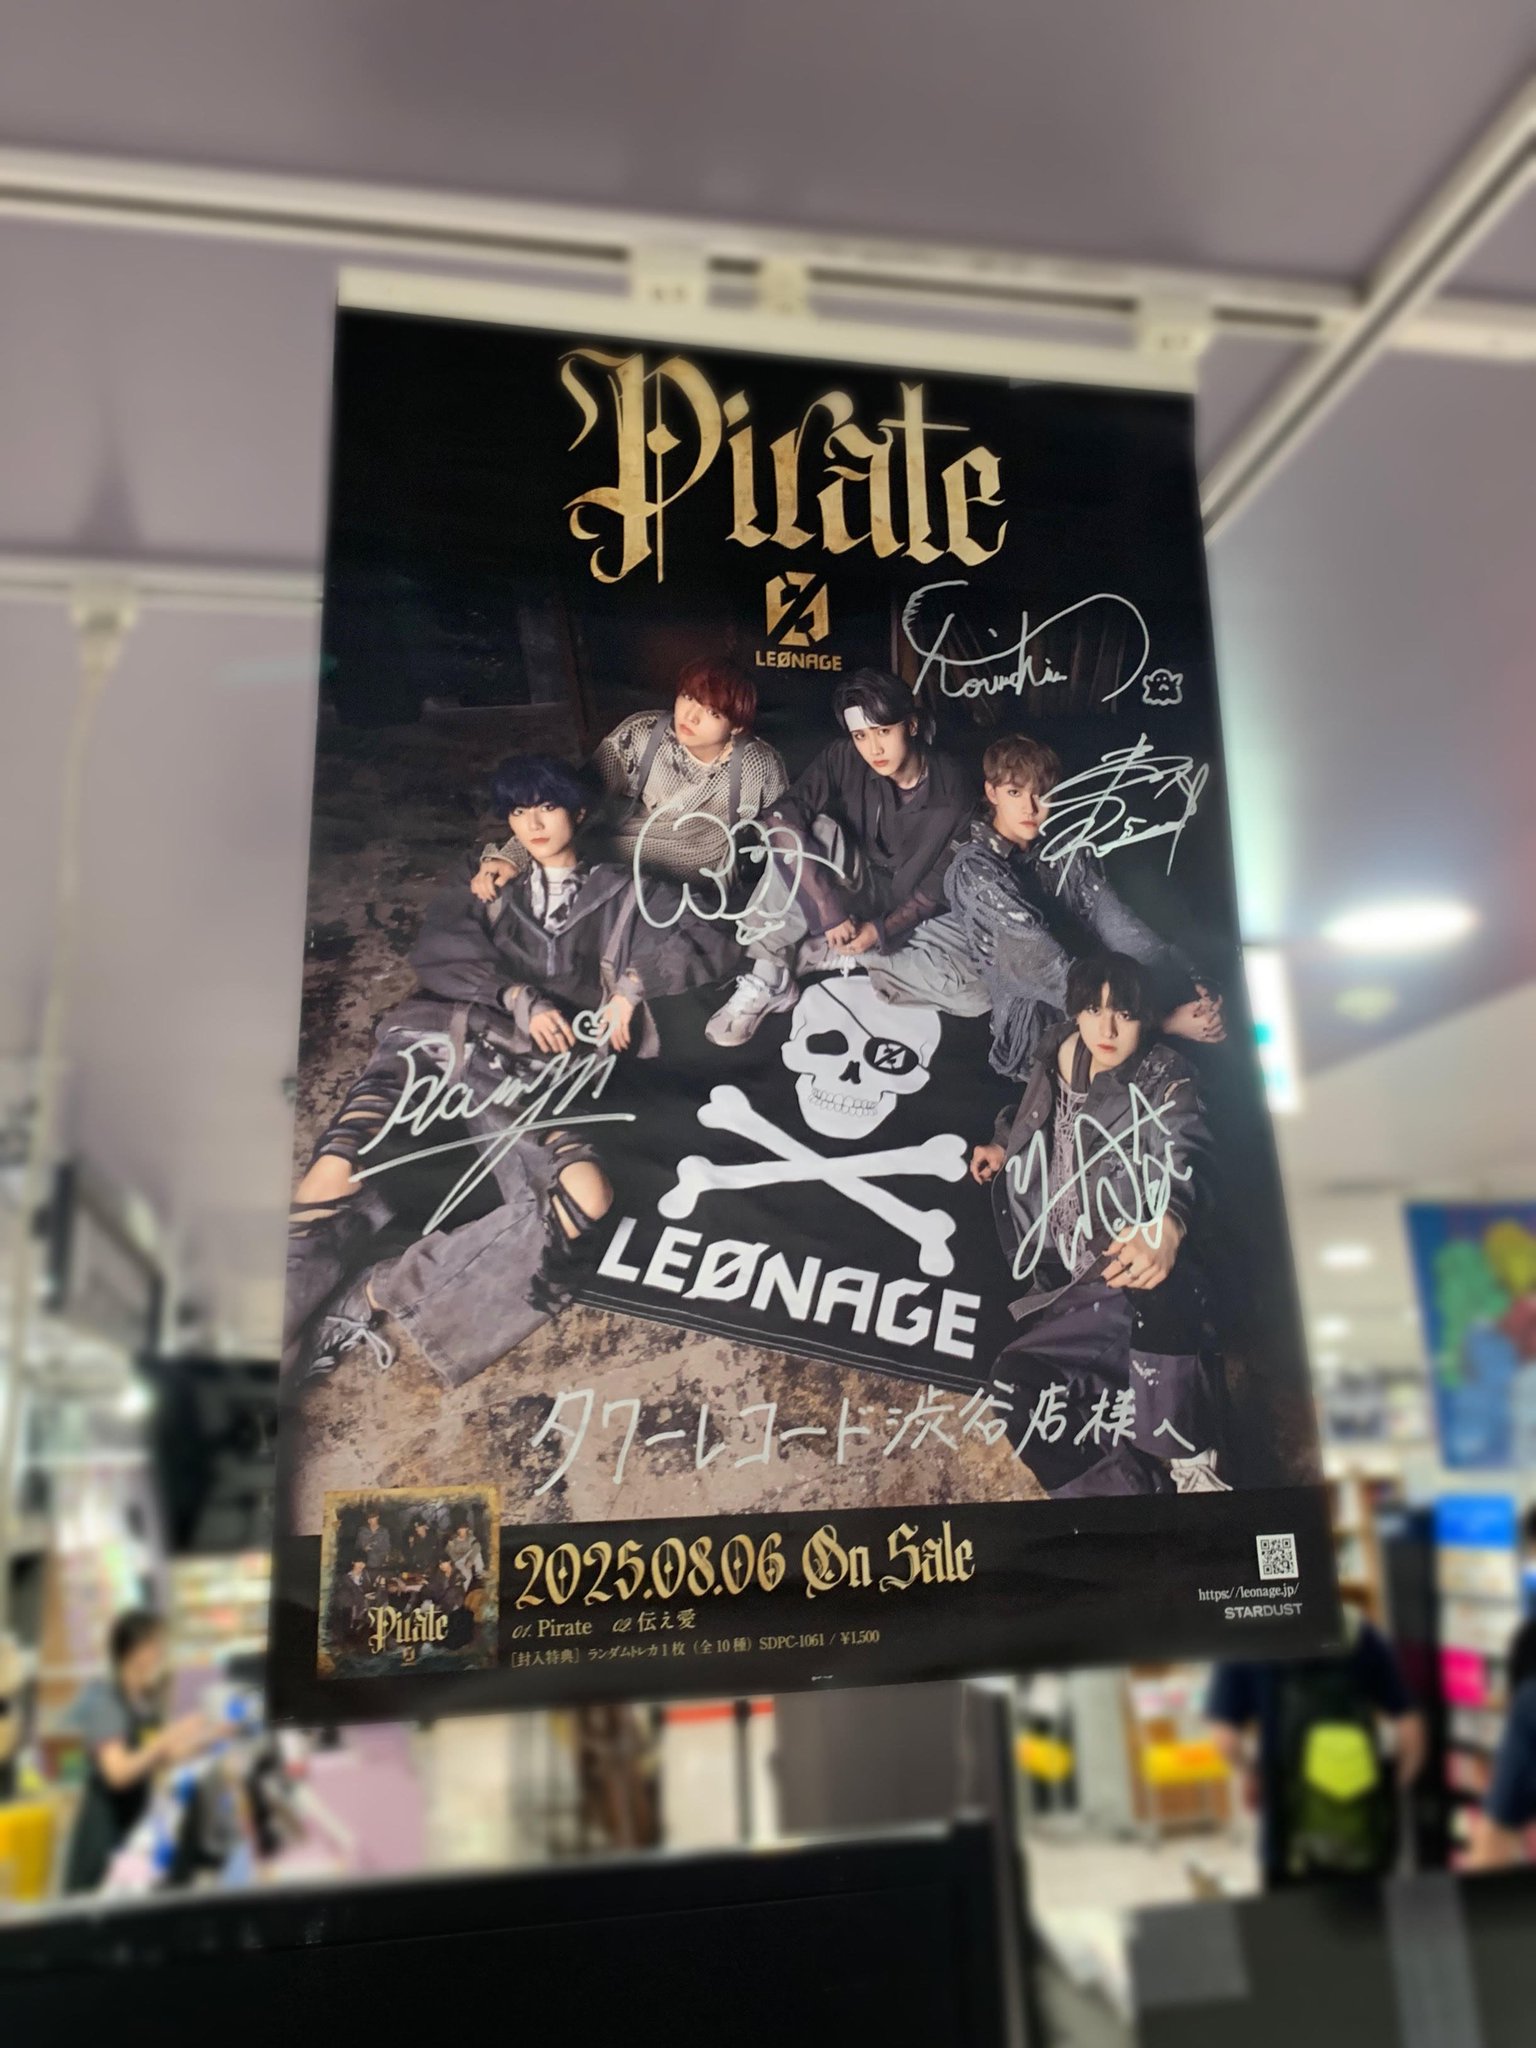 Pirate
LEØNAGE
LEØNAGE
タワーレコード渋谷店様へ
Pirate
2025.08.06 On Sale
01. Pirate 02. 伝え愛
[封入特典] ランダムトレカ1枚 (全10種) SDPC-1061 / ¥1,500
https://leonage.jp/
STARDUST